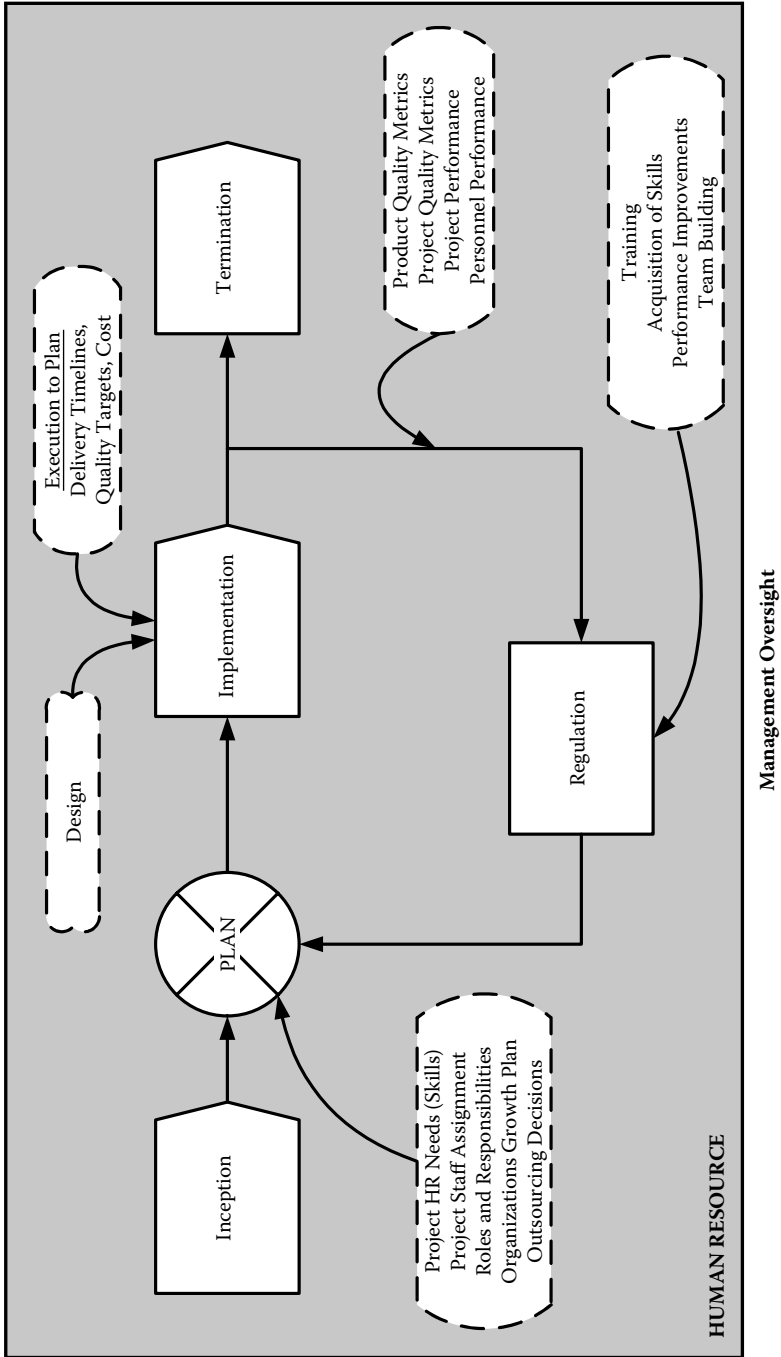 Execution to Plan
Delivery Timelines,
Quality Targets, Cost
Design
Inception
PLAN
Implementation
Termination
Product Quality Metrics
Project Quality Metrics
Project Performance
Personnel Performance
Project HR Needs (Skills)
Project Staff Assignment
Roles and Responsibilities
Organizations Growth Plan
Outsourcing Decisions
Regulation
Training
Acquisition of Skills
Performance Improvements
Team Building
HUMAN RESOURCE
Management Oversight